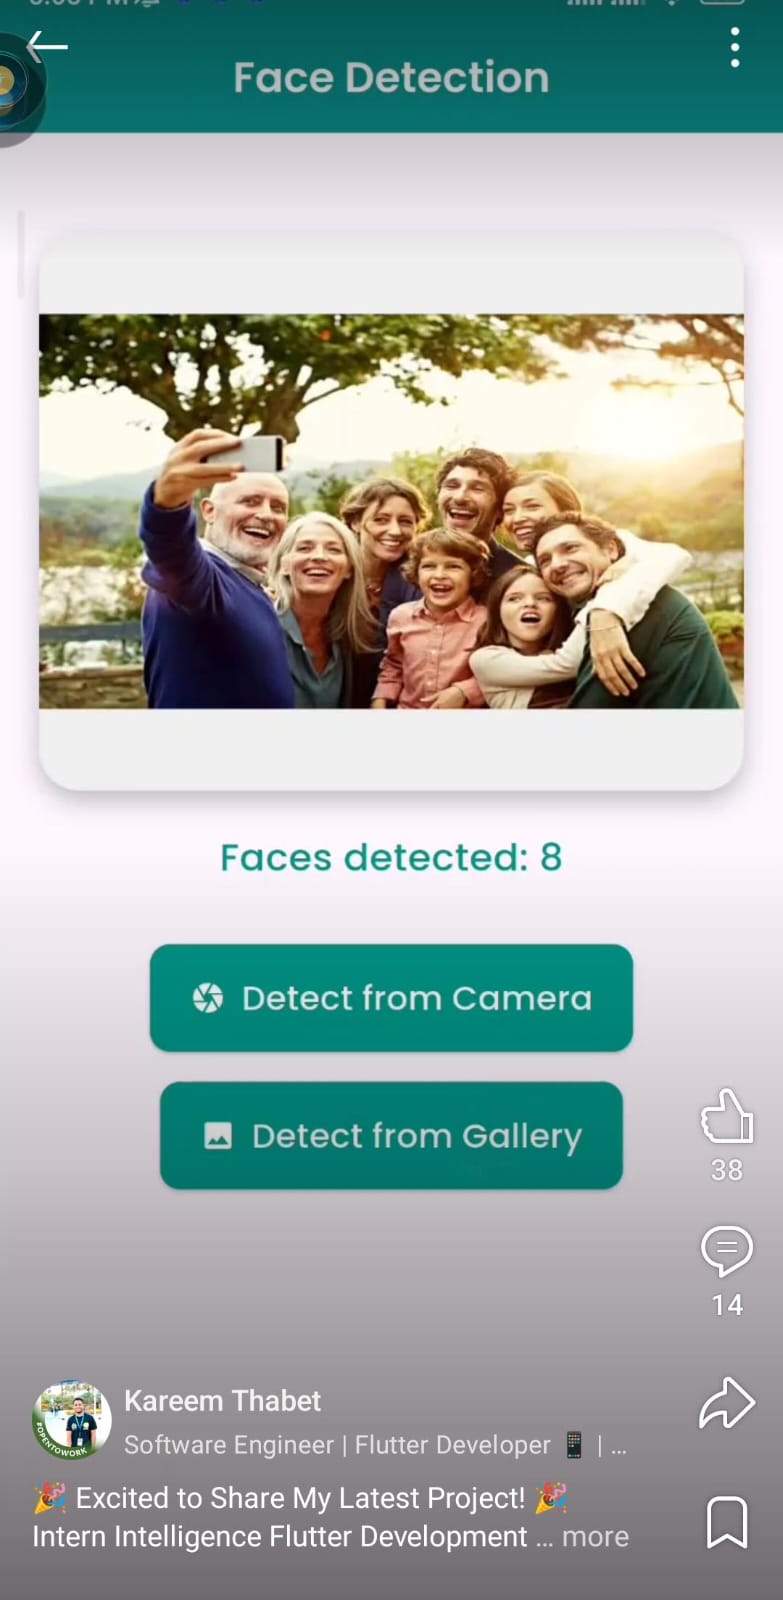 Face Detection
Faces detected: 8
Detect from Camera
Detect from Gallery
38
14
#OPENTOWORK
Kareem Thabet
Software Engineer | Flutter Developer 📱 | ...
🎉 Excited to Share My Latest Project! 🎉
Intern Intelligence Flutter Development ... more